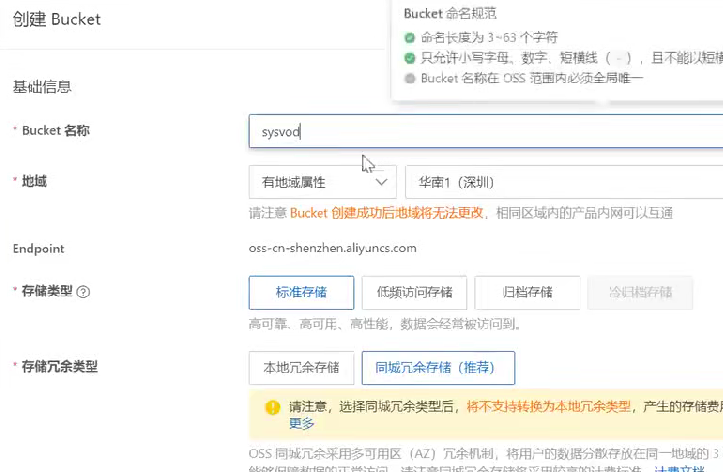 创建 Bucket
Bucket 命名规范
命名长度为 3~63 个字符
只允许小写字母、数字、短横线（-），且不能以短横
Bucket 名称在 OSS 范围内必须全局唯一
基础信息
* Bucket 名称
sysvod
* 地域
有地域属性
华南1（深圳）
请注意 Bucket 创建成功后地域将无法更改，相同区域内的产品内网可以互通
Endpoint
oss-cn-shenzhen.aliyuncs.com
* 存储类型 ?
标准存储
低频访问存储
归档存储
冷归档存储
高可靠、高可用、高性能，数据会经常被访问到。
* 存储冗余类型
本地冗余存储
同城冗余存储（推荐）
请注意，选择同城冗余类型后，将不支持转换为本地冗余类型，产生的存储费用
更多
OSS 同城冗余采用多可用区（AZ）冗余机制，将用户的数据分散存放在同一地域的 3